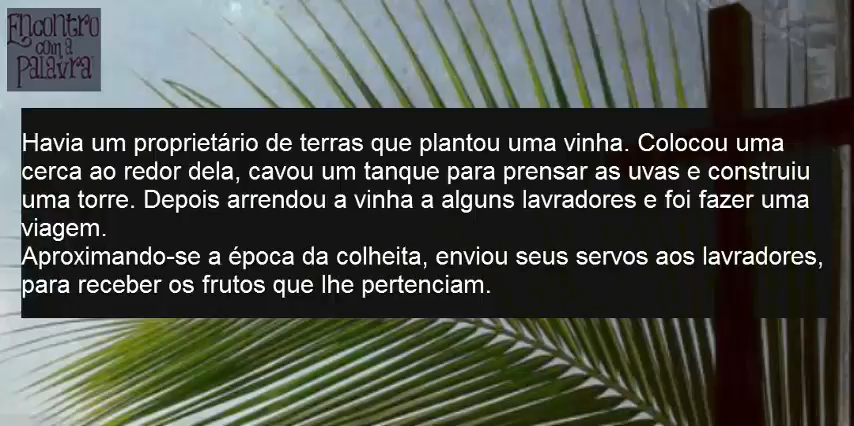 Encontro
com a
Palavra
Havia um proprietário de terras que plantou uma vinha. Colocou uma
cerca ao redor dela, cavou um tanque para prensar as uvas e construiu
uma torre. Depois arrendou a vinha a alguns lavradores e foi fazer uma
viagem.
Aproximando-se a época da colheita, enviou seus servos aos lavradores,
para receber os frutos que lhe pertenciam.